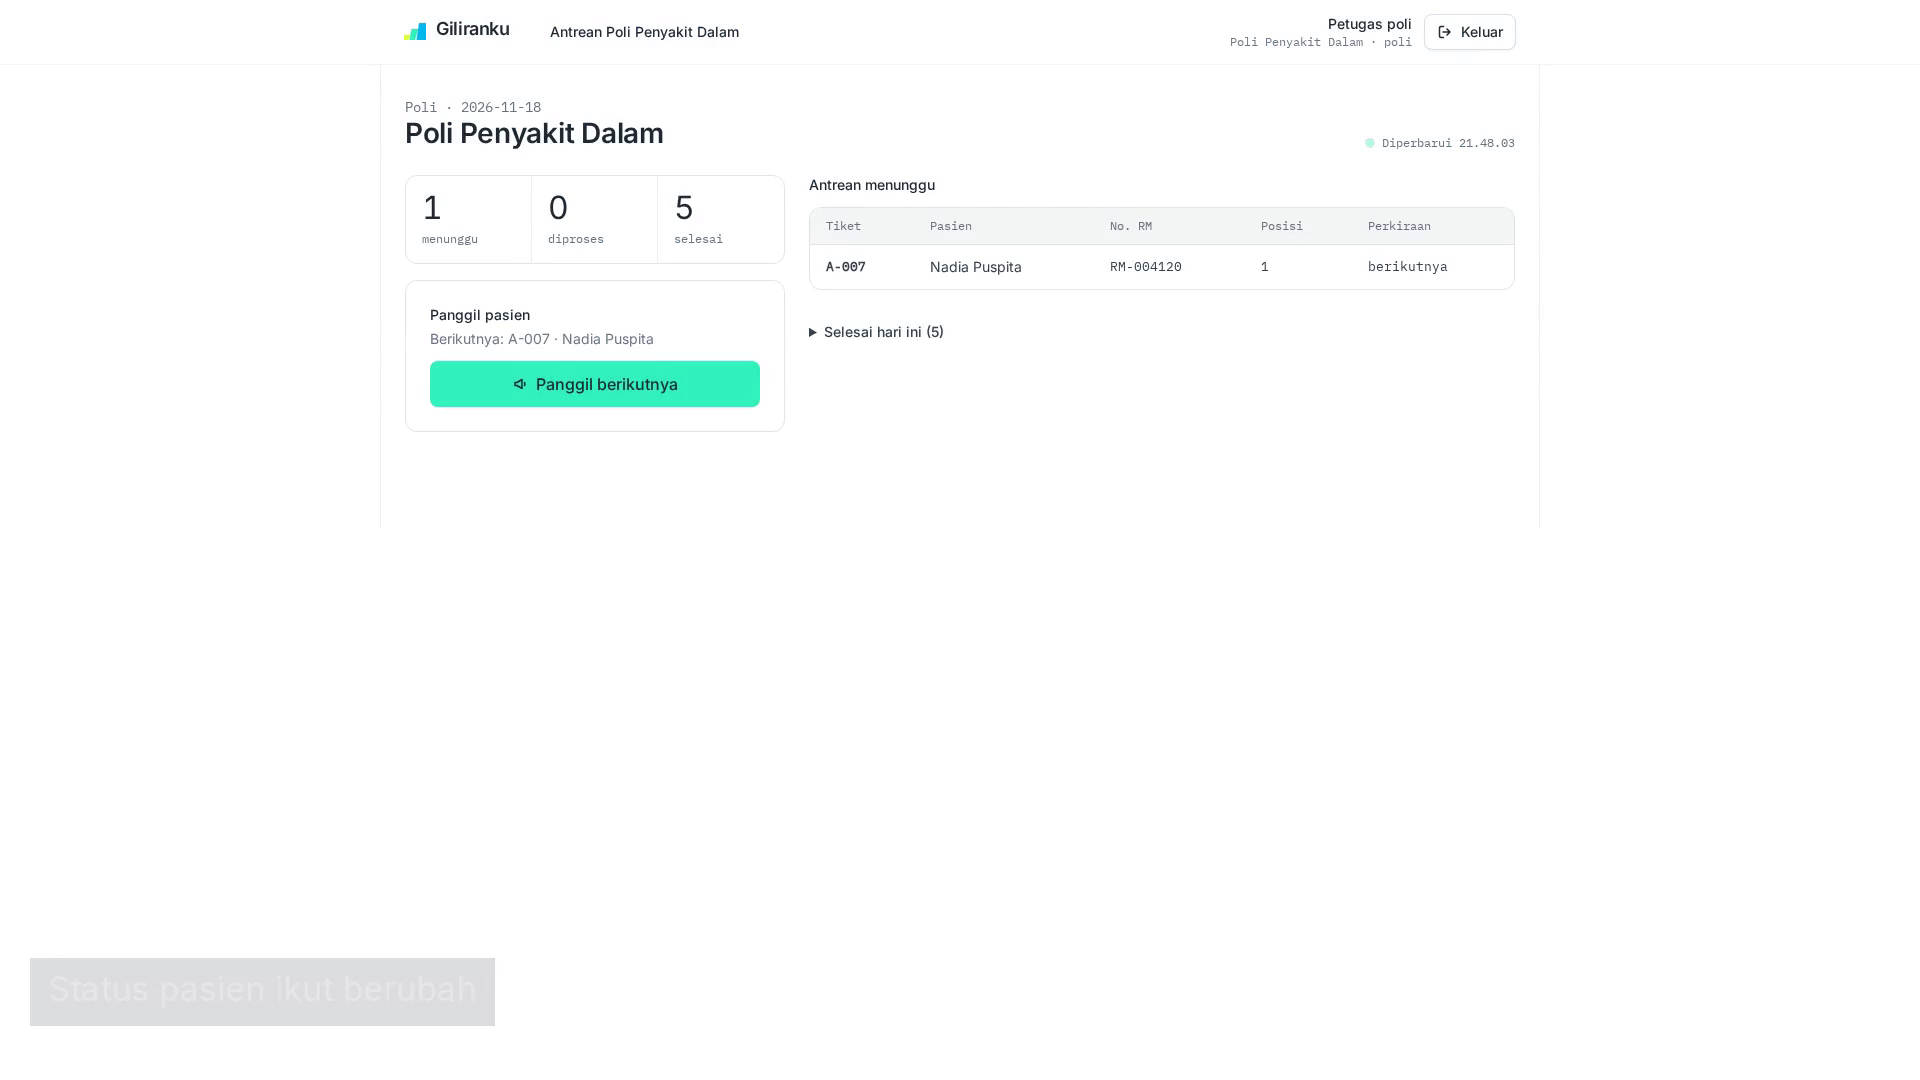 Giliranku
Antrean Poli Penyakit Dalam
Petugas poli
Poli Penyakit Dalam · poli
Keluar
Poli · 2026-11-18
Poli Penyakit Dalam
Diperbarui 21.48.03
1
menunggu
0
diproses
5
selesai
Panggil pasien
Berikutnya: A-007 · Nadia Puspita
Panggil berikutnya
Antrean menunggu
Tiket Pasien No. RM Posisi Perkiraan
A-007 Nadia Puspita RM-004120 1 berikutnya
Selesai hari ini (5)
Status pasien ikut berubah